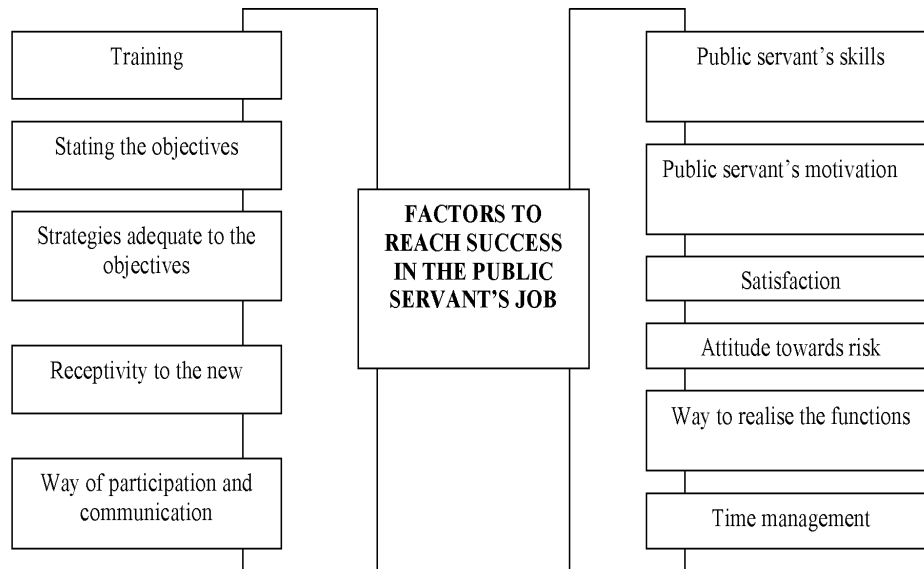 Training
Stating the objectives
Strategies adequate to the
objectives
Receptivity to the new
Way of participation and
communication
FACTORS TO
REACH SUCCESS
IN THE PUBLIC
SERVANT’S JOB
Public servant’s skills
Public servant’s motivation
Satisfaction
Attitude towards risk
Way to realise the functions
Time management